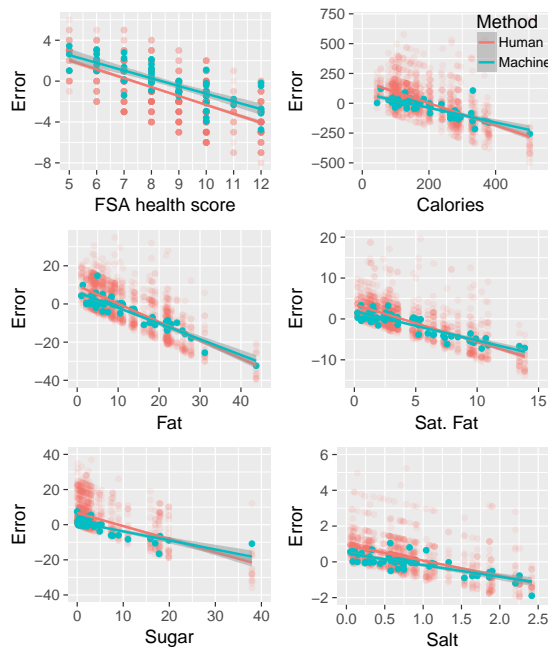 Method
Human
Machine
Error
4
0
-4
-8
5 6 7 8 9 10 11 12
FSA health score
Error
750
500
250
0
-250
-500
0 200 400
Calories
Error
20
0
-20
-40
0 10 20 30 40
Fat
Error
20
10
0
-10
0 5 10 15
Sat. Fat
Error
40
20
0
-20
-40
0 10 20 30 40
Sugar
Error
6
4
2
0
-2
0.0 0.5 1.0 1.5 2.0 2.5
Salt